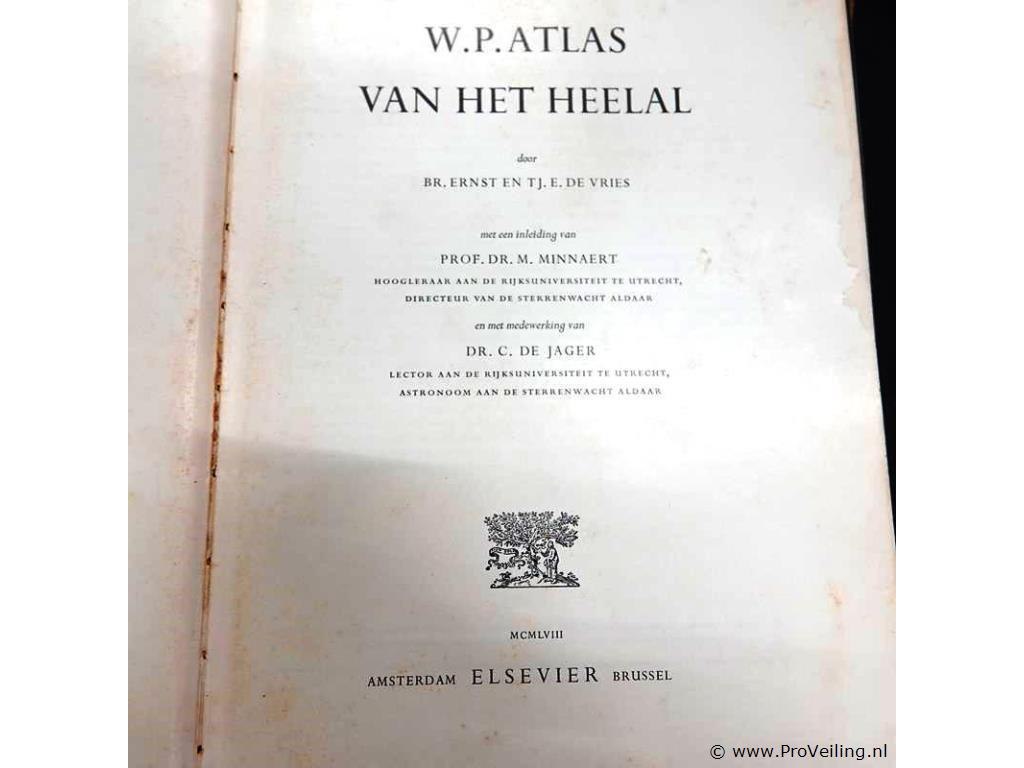 W.P. ATLAS
VAN HET HEELAL
door
BR. ERNST EN TJ. E. DE VRIES
met een inleiding van
PROF. DR. M. MINNAERT
HOOGLERAAR AAN DE RIJKSUNIVERSITEIT TE UTRECHT,
DIRECTEUR VAN DE STERRENWACHT ALDAAR
en met medewerking van
DR. C. DE JAGER
LECTOR AAN DE RIJKSUNIVERSITEIT TE UTRECHT,
ASTRONOOM AAN DE STERRENWACHT ALDAAR
MCMLVIII
AMSTERDAM ELSEVIER BRUSSEL
© www.ProVeiling.nl